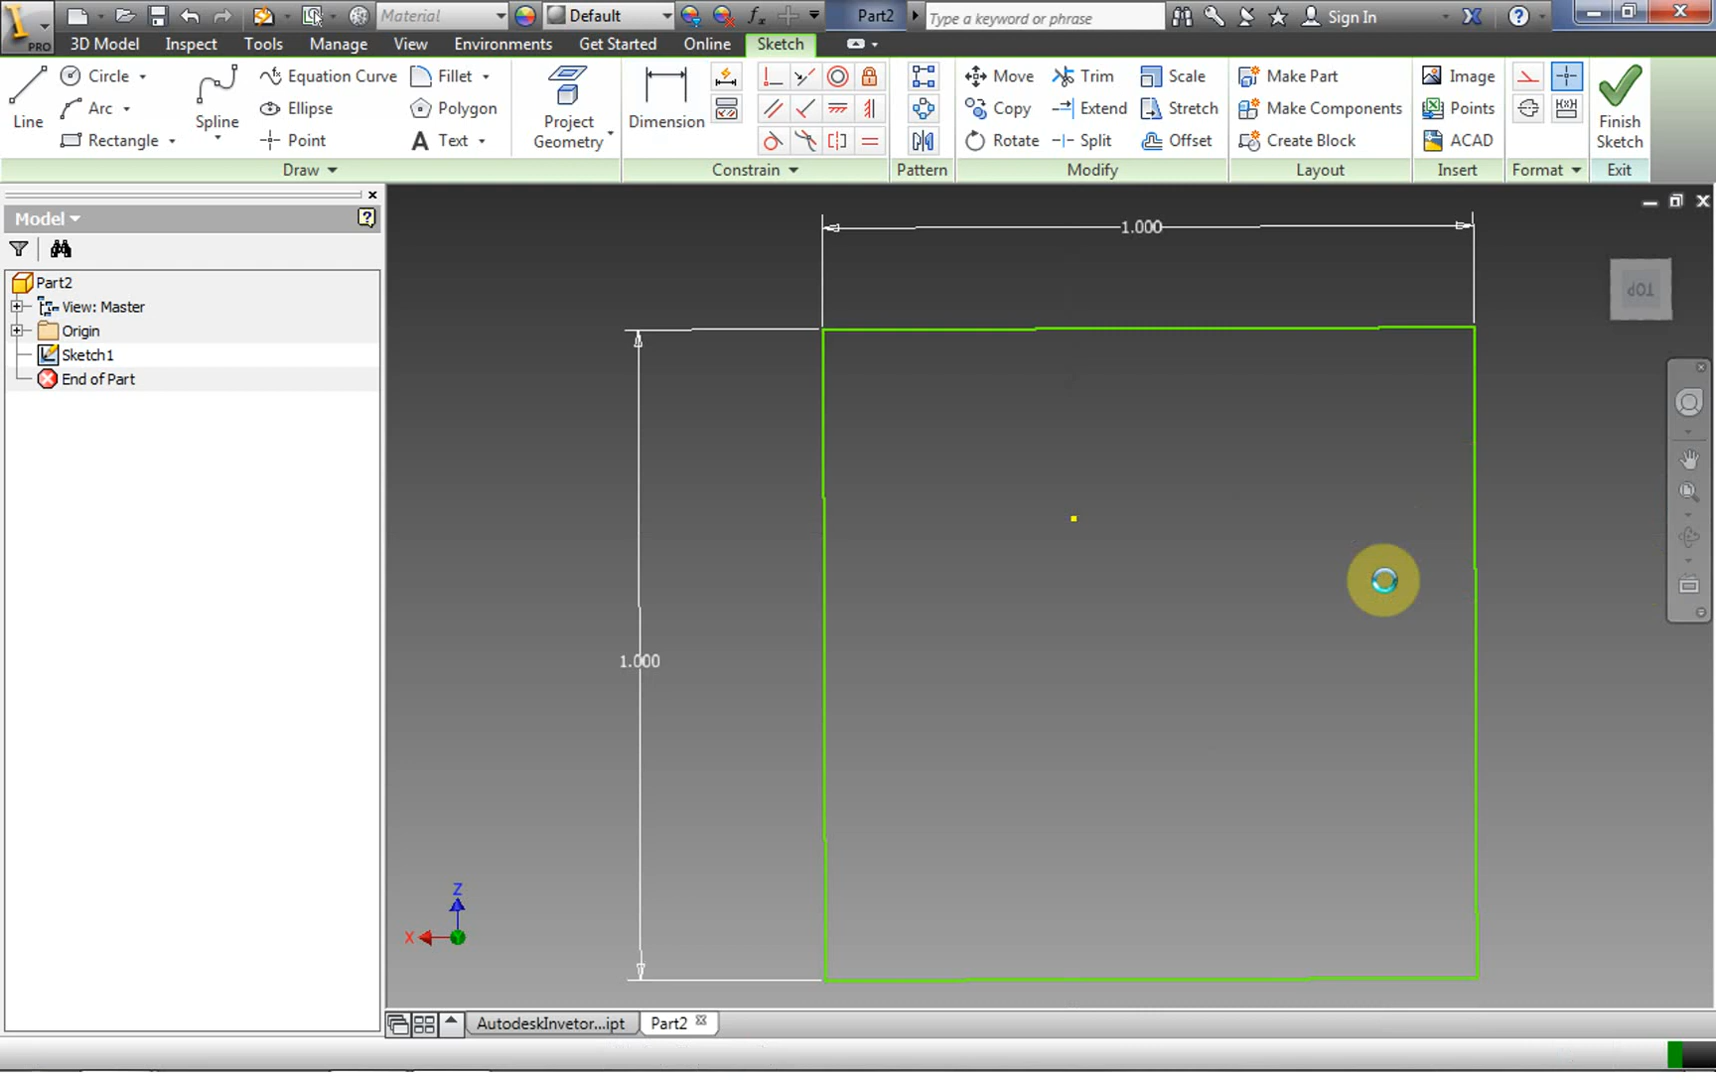 PRO
Material
Default
fx
Part2
Type a keyword or phrase
Sign In
3D Model
Inspect
Tools
Manage
View
Environments
Get Started
Online
Sketch
Line
Circle
Arc
Rectangle
Spline
Equation Curve
Ellipse
Point
Fillet
Polygon
A Text
Draw
Project Geometry
Dimension
Constrain
Pattern
Move
Copy
Rotate
Trim
Extend
Split
Scale
Stretch
Offset
Modify
Make Part
Make Components
Create Block
Layout
Image
Points
ACAD
Insert
Format
Finish Sketch
Exit
Model
Part2
View: Master
Origin
Sketch1
End of Part
1.000
1.000
TOP
Z
X
AutodeskInvetor...ipt
Part2